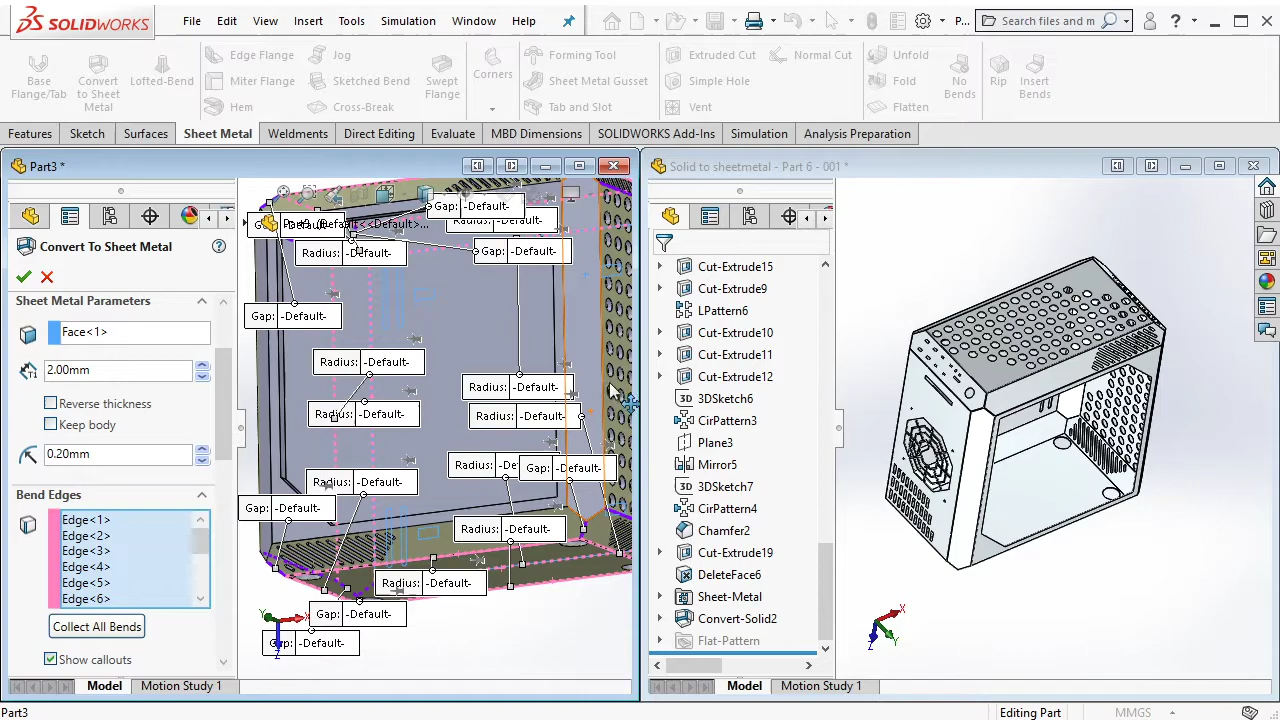 SOLIDWORKS
File Edit View Insert Tools Simulation Window Help
P...
Search files and m
Base Flange/Tab
Convert to Sheet Metal
Lofted-Bend
Edge Flange
Miter Flange
Hem
Jog
Sketched Bend
Cross-Break
Swept Flange
Corners
Forming Tool
Sheet Metal Gusset
Tab and Slot
Extruded Cut
Simple Hole
Vent
Normal Cut
Unfold
Fold
Flatten
No Bends
Rip
Insert Bends
Features Sketch Surfaces Sheet Metal Weldments Direct Editing Evaluate MBD Dimensions SOLIDWORKS Add-Ins Simulation Analysis Preparation
Part3 *
Convert To Sheet Metal
Sheet Metal Parameters
Face<1>
2.00mm
Reverse thickness
Keep body
0.20mm
Bend Edges
Edge<1>
Edge<2>
Edge<3>
Edge<4>
Edge<5>
Edge<6>
Collect All Bends
Show callouts
Gap: -Default-
Radius: -Default-
Gap: -Default-
Gap: -Default-
Radius: -Default-
Radius: -Default-
Radius: -Default-
Radius: -Default-
Radius: -Default-
Gap: -Default-
Radius: -Default-
Gap: -Default-
Radius: -Default-
Radius: -Default-
Gap: -Default-
-Default-
Model Motion Study 1
Solid to sheetmetal - Part 6 - 001 *
Cut-Extrude15
Cut-Extrude9
LPattern6
Cut-Extrude10
Cut-Extrude11
Cut-Extrude12
3DSketch6
CirPattern3
Plane3
Mirror5
3DSketch7
CirPattern4
Chamfer2
Cut-Extrude19
DeleteFace6
Sheet-Metal
Convert-Solid2
Flat-Pattern
X
Y
Z
Model Motion Study 1
Part3
Editing Part
MMGS